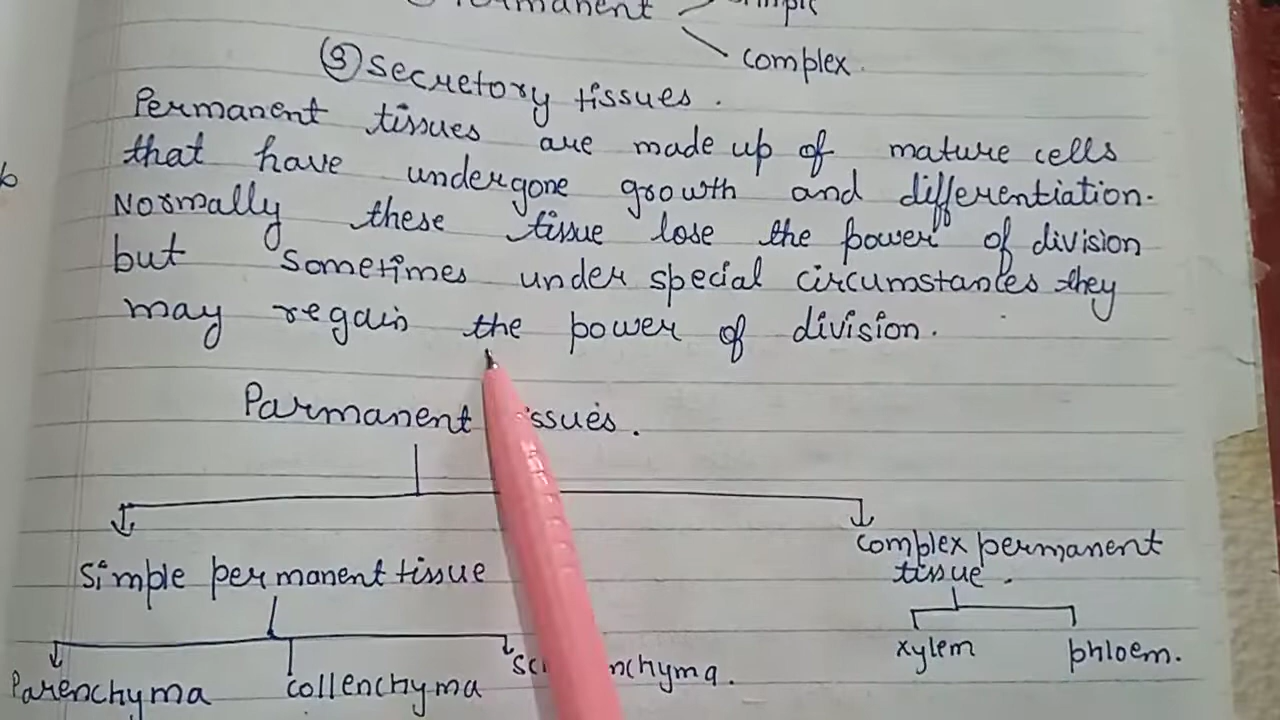 complex.
③ Secretory tissues.
Permanent tissues are made up of mature cells
that have undergone growth and differentiation.
Normally these tissue lose the power of division
but sometimes under special circumstances they
may regain the power of division.
Parmanent issues.
Simple permanent tissue
complex permanent
tissue.
xylem phloem.
Parenchyma collenchyma